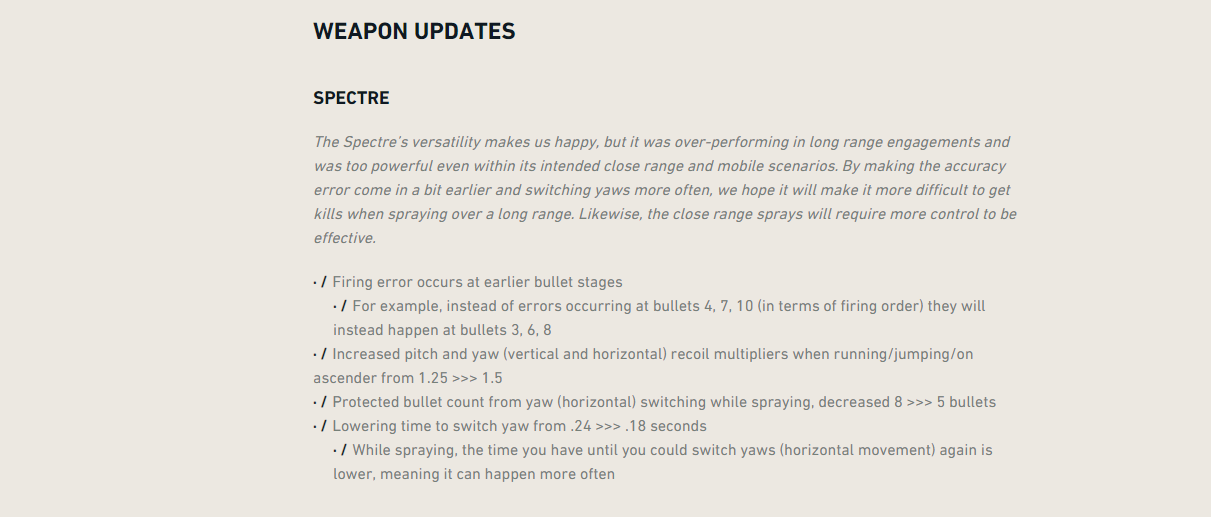 WEAPON UPDATES
SPECTRE
The Spectre's versatility makes us happy, but it was over-performing in long range engagements and
was too powerful even within its intended close range and mobile scenarios. By making the accuracy
error come in a bit earlier and switching yaws more often, we hope it will make it more difficult to get
kills when spraying over a long range. Likewise, the close range sprays will require more control to be
effective.
· / Firing error occurs at earlier bullet stages
· / For example, instead of errors occurring at bullets 4, 7, 10 (in terms of firing order) they will
instead happen at bullets 3, 6, 8
· / Increased pitch and yaw (vertical and horizontal) recoil multipliers when running/jumping/on
ascender from 1.25 >>> 1.5
· / Protected bullet count from yaw (horizontal) switching while spraying, decreased 8 >>> 5 bullets
· / Lowering time to switch yaw from .24 >>> .18 seconds
· / While spraying, the time you have until you could switch yaws (horizontal movement) again is
lower, meaning it can happen more often